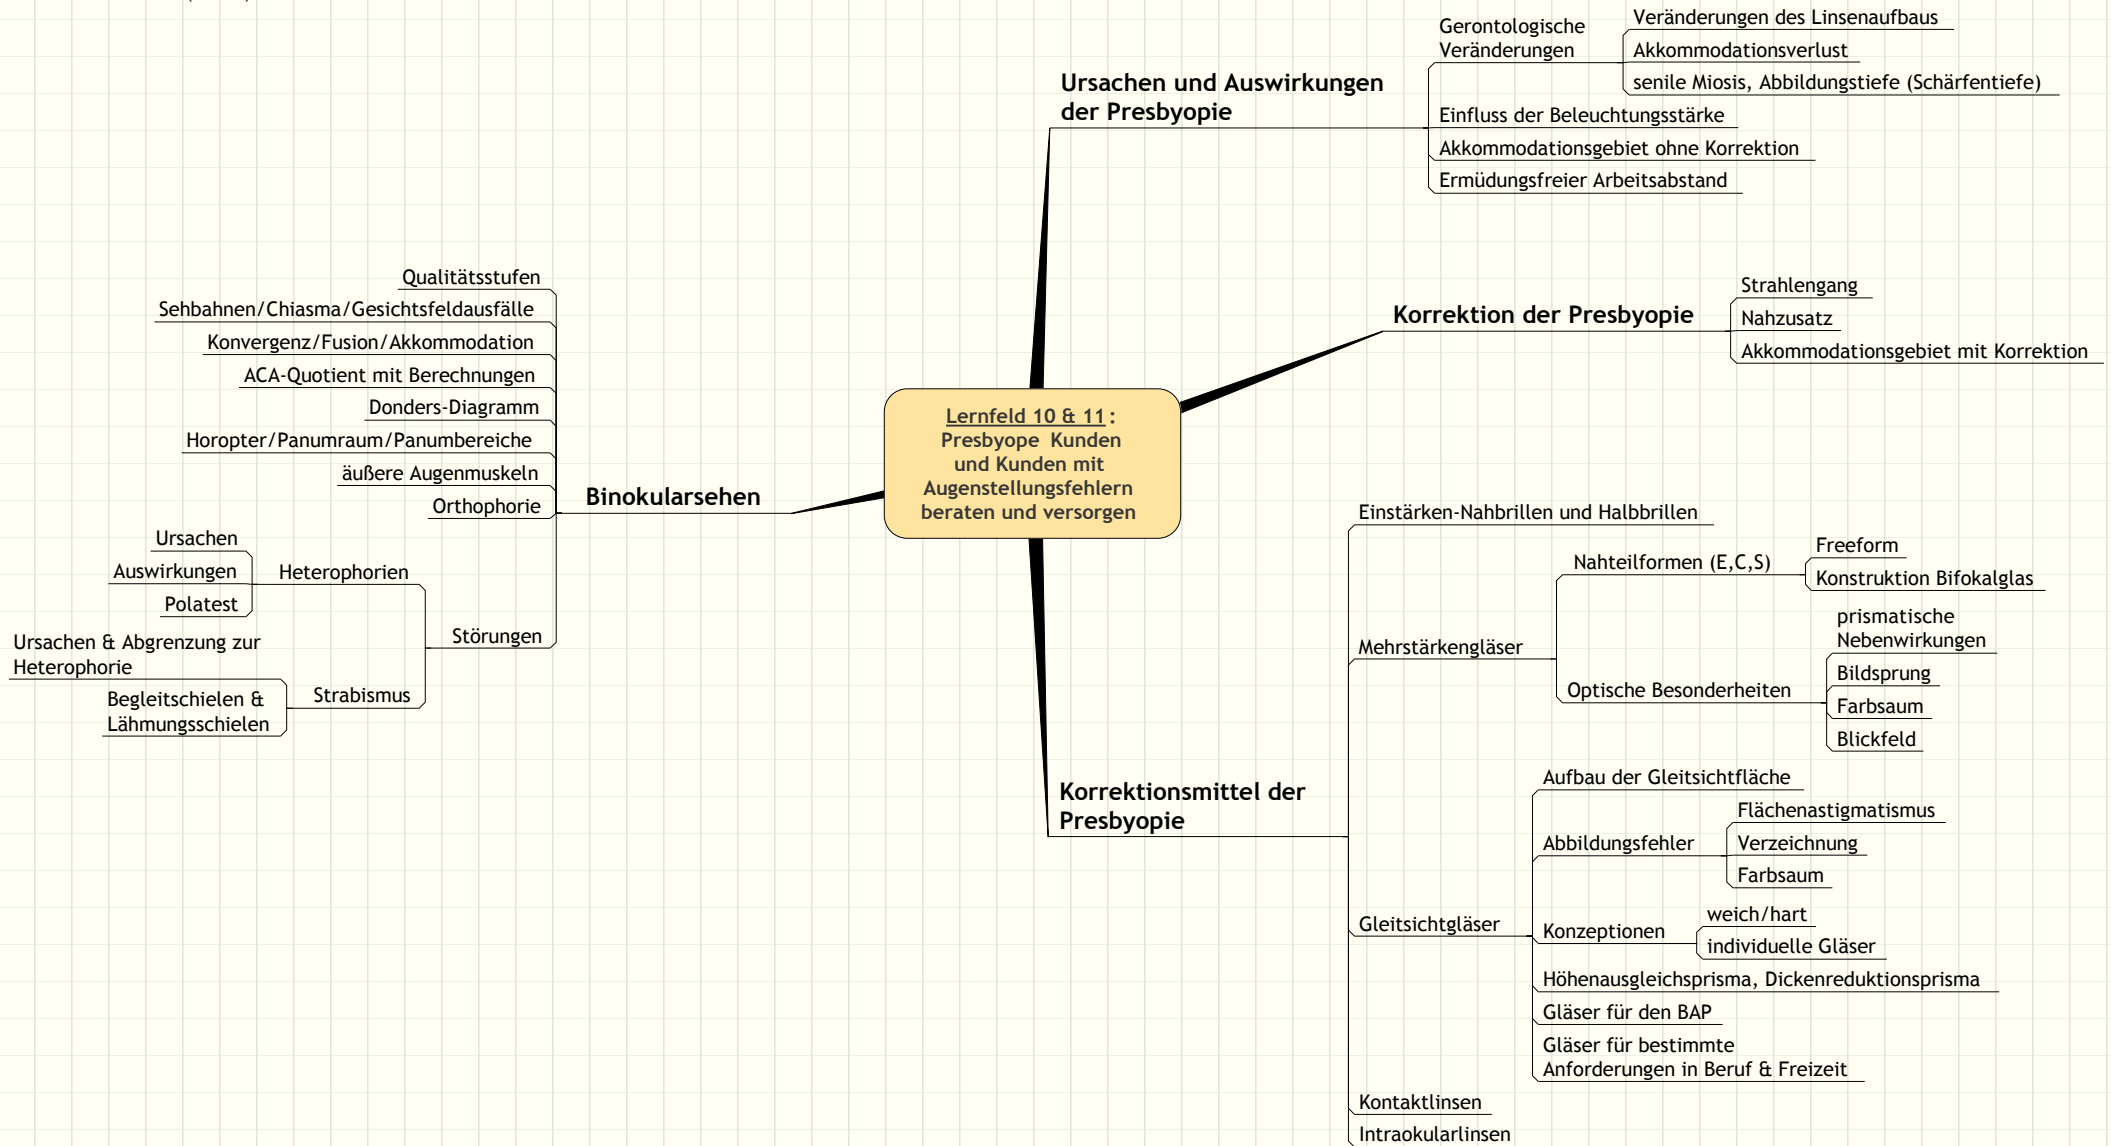 Lernfeld 10 & 11:
Presbyope Kunden
und Kunden mit
Augenstellungsfehlern
beraten und versorgen
Ursachen und Auswirkungen
der Presbyopie
Gerontologische
Veränderungen
Veränderungen des Linsenaufbaus
Akkommodationsverlust
senile Miosis, Abbildungstiefe (Schärfentiefe)
Einfluss der Beleuchtungsstärke
Akkommodationsgebiet ohne Korrektion
Ermüdungsfreier Arbeitsabstand
Korrektion der Presbyopie
Strahlengang
Nahzusatz
Akkommodationsgebiet mit Korrektion
Korrektionsmittel der
Presbyopie
Einstärken-Nahbrillen und Halbbrillen
Mehrstärkengläser
Nahteilformen (E,C,S)
Freeform
Konstruktion Bifokalglas
Optische Besonderheiten
prismatische
Nebenwirkungen
Bildsprung
Farbsaum
Blickfeld
Gleitsichtgläser
Aufbau der Gleitsichtfläche
Abbildungsfehler
Flächenastigmatismus
Verzeichnung
Farbsaum
Konzeptionen
weich/hart
individuelle Gläser
Höhenausgleichsprisma, Dickenreduktionsprisma
Gläser für den BAP
Gläser für bestimmte
Anforderungen in Beruf & Freizeit
Kontaktlinsen
Intraokularlinsen
Binokularsehen
Qualitätsstufen
Sehbahnen/Chiasma/Gesichtsfeldausfälle
Konvergenz/Fusion/Akkommodation
ACA-Quotient mit Berechnungen
Donders-Diagramm
Horopter/Panumraum/Panumbereiche
äußere Augenmuskeln
Orthophorie
Störungen
Heterophorien
Ursachen
Auswirkungen
Polatest
Strabismus
Ursachen & Abgrenzung zur
Heterophorie
Begleitschielen &
Lähmungsschielen